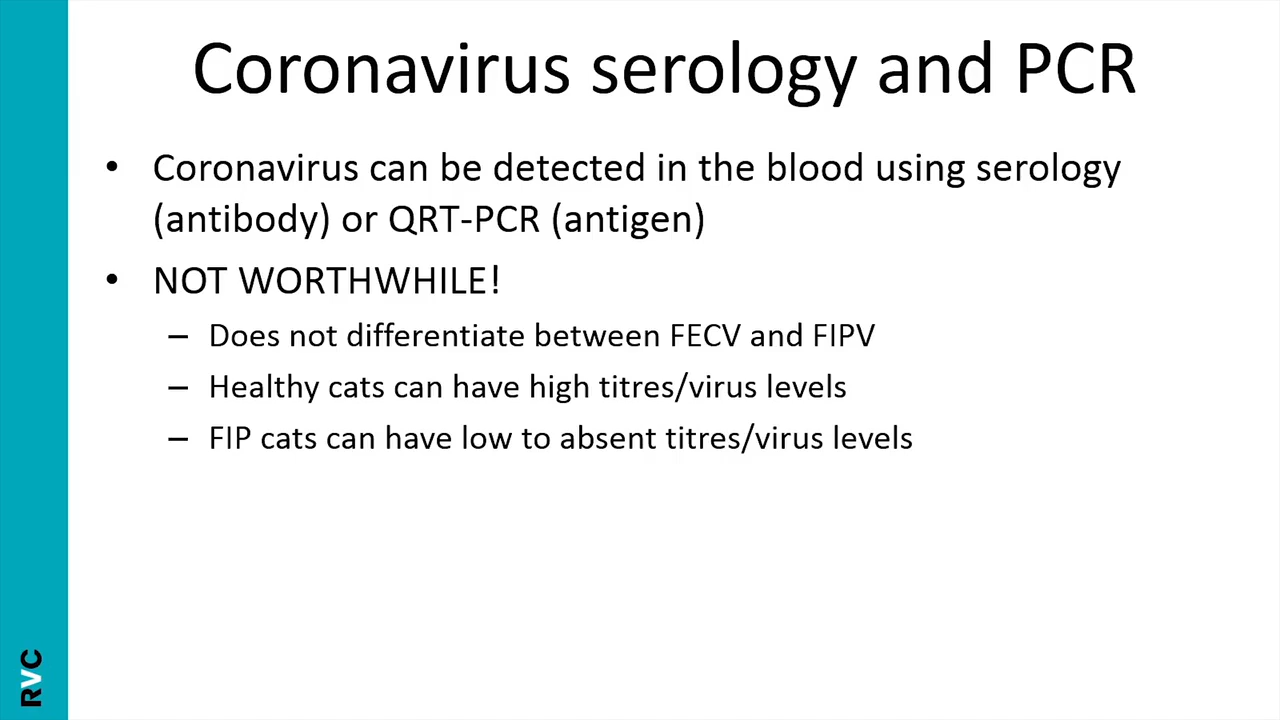 Coronavirus serology and PCR
• Coronavirus can be detected in the blood using serology
(antibody) or QRT-PCR (antigen)
• NOT WORTHWHILE!
– Does not differentiate between FECV and FIPV
– Healthy cats can have high titres/virus levels
– FIP cats can have low to absent titres/virus levels
RVC